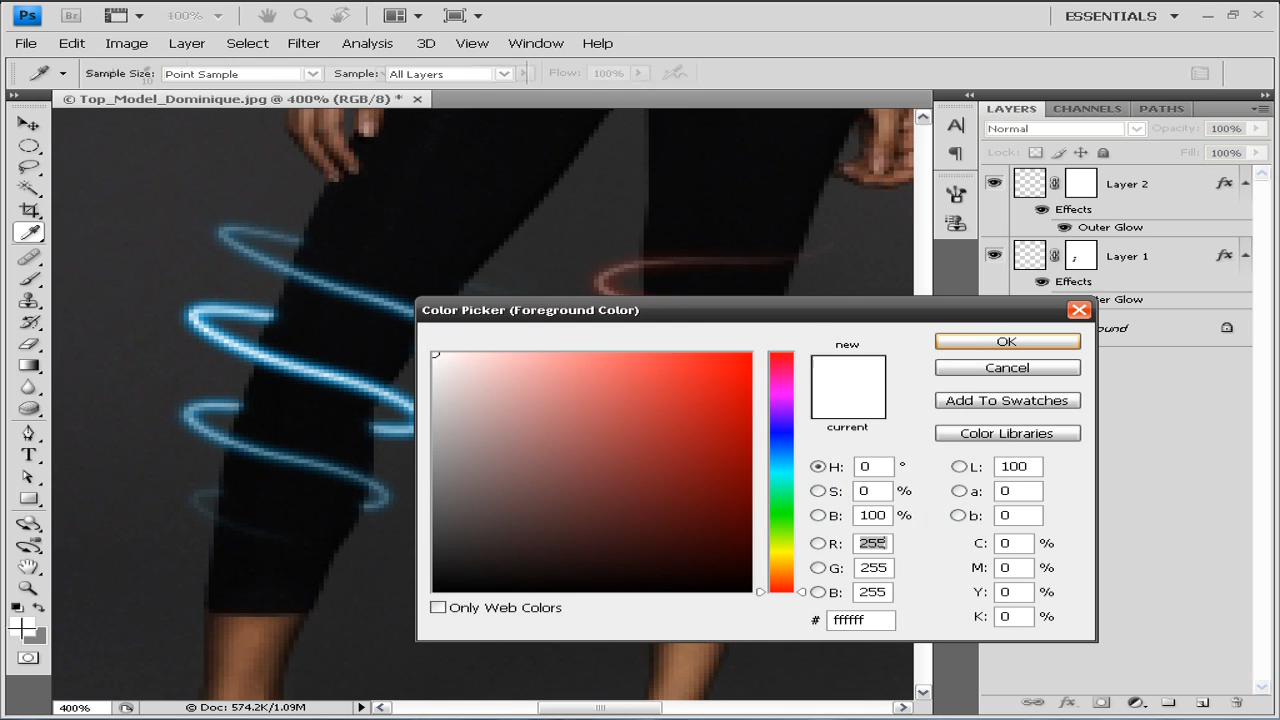 Ps Br 100% ESSENTIALS
File Edit Image Layer Select Filter Analysis 3D View Window Help
Sample Size: Point Sample Sample: All Layers Flow: 100%
© Top_Model_Dominique.jpg @ 400% (RGB/8) *
LAYERS CHANNELS PATHS
Normal Opacity: 100%
Lock: Fill: 100%
Layer 2 fx
Effects
Outer Glow
Layer 1 fx
Effects
er Glow
ound
Color Picker (Foreground Color)
new
current
OK
Cancel
Add To Swatches
Color Libraries
H: 0 ° L: 100
S: 0 % a: 0
B: 100 % b: 0
R: 255 C: 0 %
G: 255 M: 0 %
B: 255 Y: 0 %
# ffffff K: 0 %
Only Web Colors
400% © Doc: 574.2K/1.09M